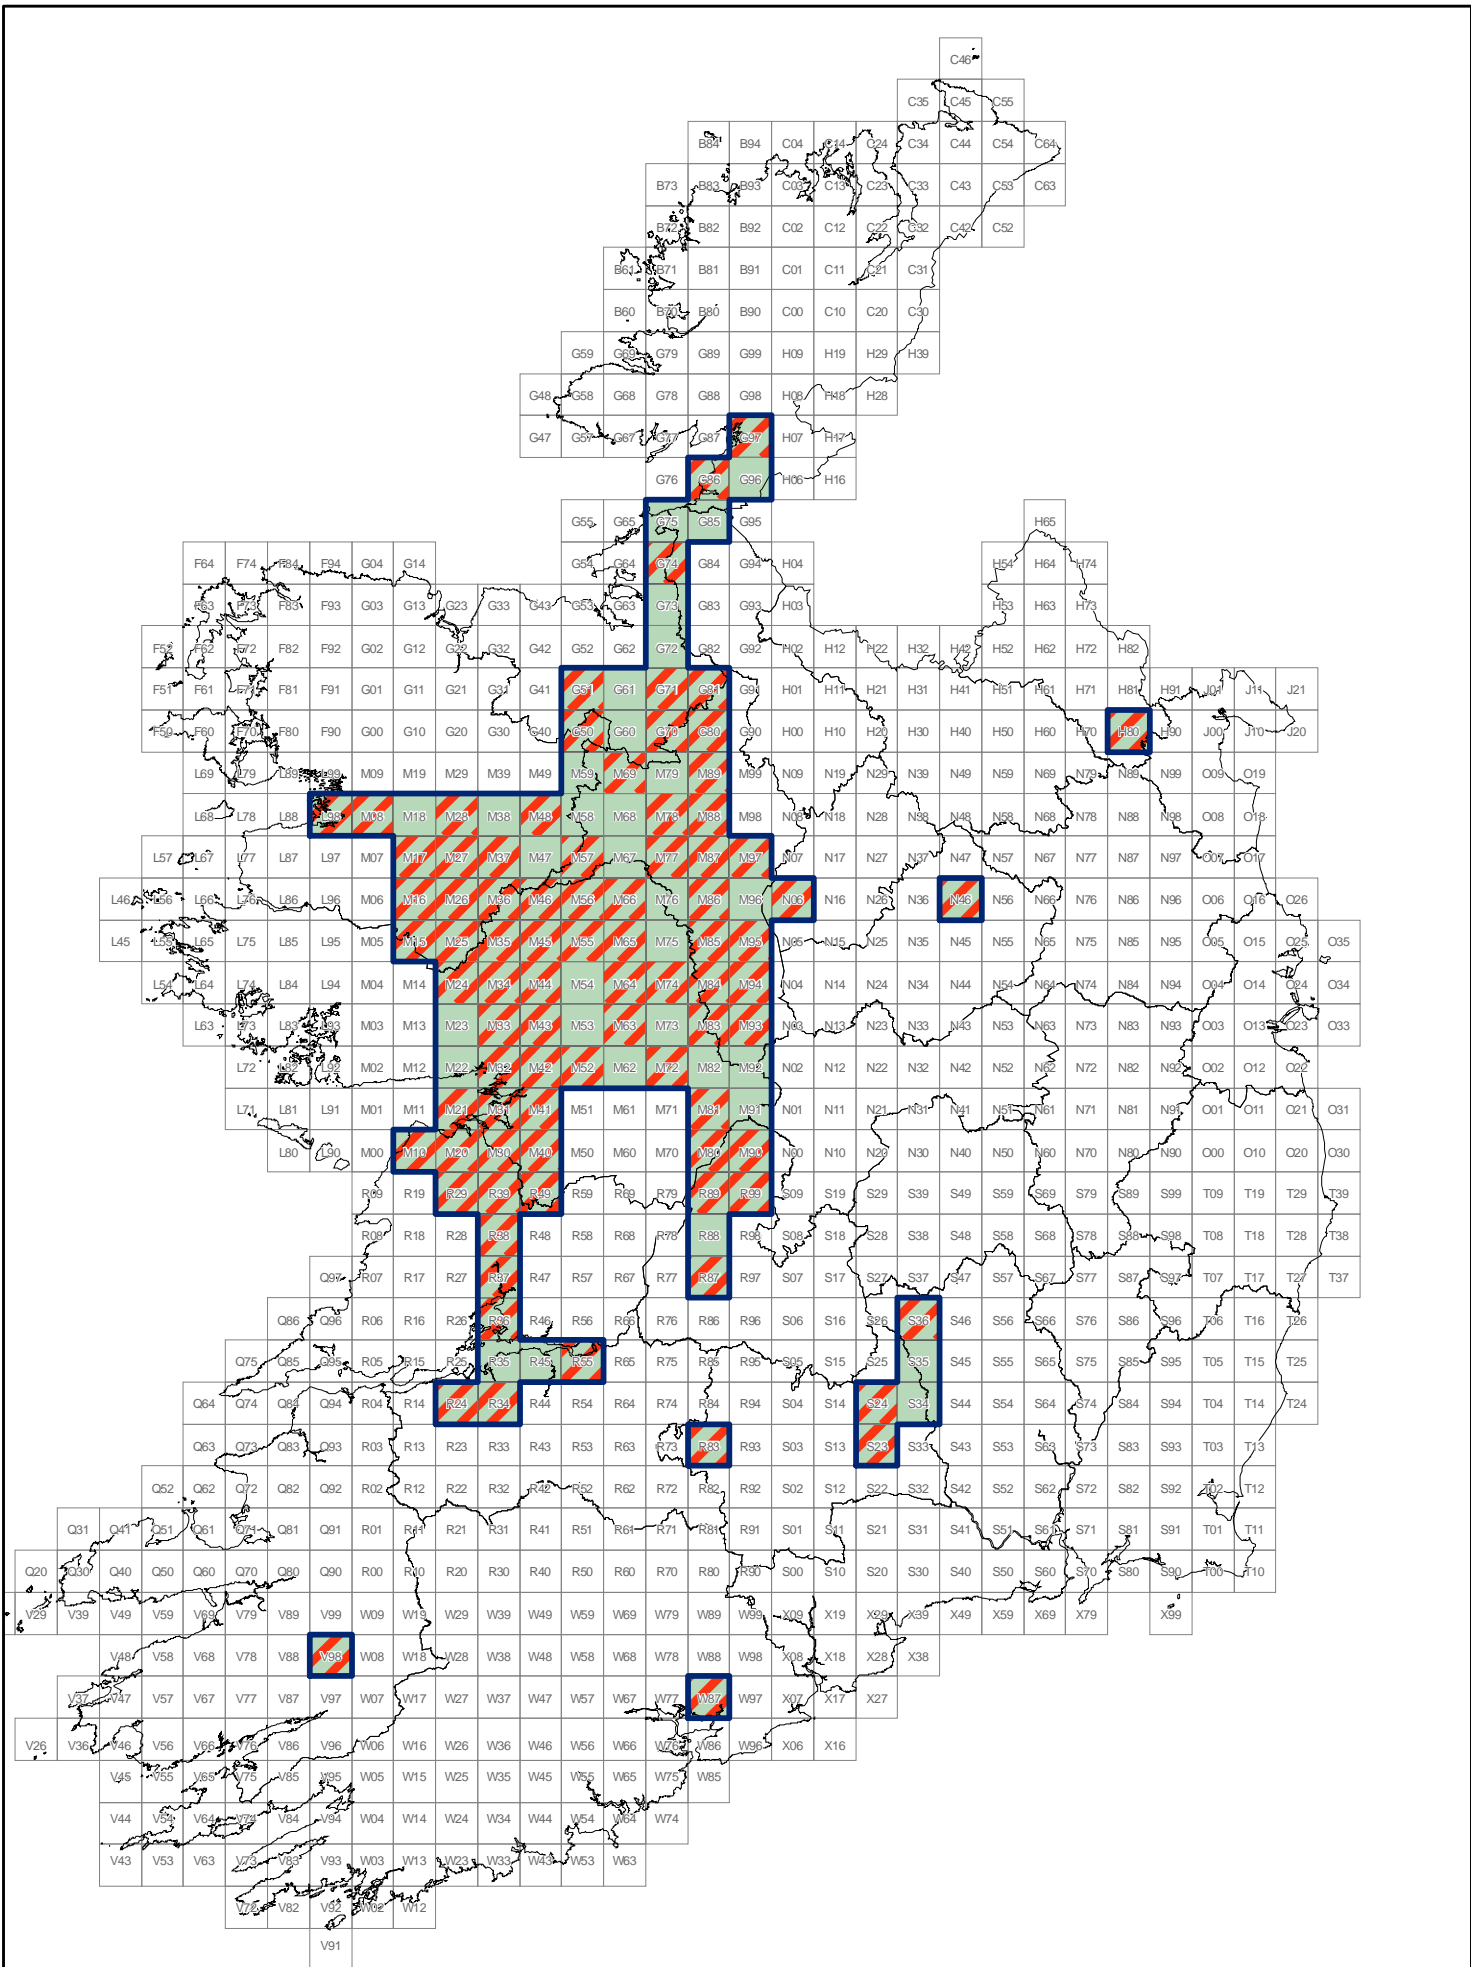 C46
C35 C45 C55
B84 B94 C04 C14 C24 C34 C44 C54 C64
B73 B83 B93 C03 C13 C23 C33 C43 C53 C63
B72 B82 B92 C02 C12 C22 C32 C42 C52
B61 B71 B81 B91 C01 C11 C21 C31
B60 B70 B80 B90 C00 C10 C20 C30
G59 G69 G79 G89 G99 H09 H19 H29 H39
G48 G58 G68 G78 G88 G98 H08 H18 H28
G47 G57 G67 G77 G87 G97 H07 H17
G76 G86 G96 H06 H16
G55 G65 G75 G85 G95 H65
F64 F74 F84 F94 G04 G14 G54 G64 G74 G84 G94 H04 H54 H64 H74
F63 F73 F83 F93 G03 G13 G23 G33 G43 G53 G63 G73 G83 G93 H03 H53 H63 H73
F52 F62 F72 F82 F92 G02 G12 G22 G32 G42 G52 G62 G72 G82 G92 H02 H12 H22 H32 H42 H52 H62 H72 H82
F51 F61 F71 F81 F91 G01 G11 G21 G31 G41 G51 G61 G71 G81 G91 H01 H11 H21 H31 H41 H51 H61 H71 H81 H91 J01 J11 J21
F50 F60 F70 F80 F90 G00 G10 G20 G30 G40 G50 G60 G70 G80 G90 H00 H10 H20 H30 H40 H50 H60 H70 H80 H90 J00 J10 J20
L69 L79 L89 L99 M09 M19 M29 M39 M49 M59 M69 M79 M89 M99 N09 N19 N29 N39 N49 N59 N69 N79 N89 N99 O09 O19
L68 L78 L88 L98 M08 M18 M28 M38 M48 M58 M68 M78 M88 M98 N08 N18 N28 N38 N48 N58 N68 N78 N88 N98 O08 O18
L57 L67 L77 L87 L97 M07 M17 M27 M37 M47 M57 M67 M77 M87 M97 N07 N17 N27 N37 N47 N57 N67 N77 N87 N97 O07 O17
L46 L56 L66 L76 L86 L96 M06 M16 M26 M36 M46 M56 M66 M76 M86 M96 N06 N16 N26 N36 N46 N56 N66 N76 N86 N96 O06 O16 O26
L45 L55 L65 L75 L85 L95 M05 M15 M25 M35 M45 M55 M65 M75 M85 M95 N05 N15 N25 N35 N45 N55 N65 N75 N85 N95 O05 O15 O25 O35
L54 L64 L74 L84 L94 M04 M14 M24 M34 M44 M54 M64 M74 M84 M94 N04 N14 N24 N34 N44 N54 N64 N74 N84 N94 O04 O14 O24 O34
L63 L73 L83 L93 M03 M13 M23 M33 M43 M53 M63 M73 M83 M93 N03 N13 N23 N33 N43 N53 N63 N73 N83 N93 O03 O13 O23 O33
L72 L82 L92 M02 M12 M22 M32 M42 M52 M62 M72 M82 M92 N02 N12 N22 N32 N42 N52 N62 N72 N82 N92 O02 O12 O22
L71 L81 L91 M01 M11 M21 M31 M41 M51 M61 M71 M81 M91 N01 N11 N21 N31 N41 N51 N61 N71 N81 N91 O01 O11 O21 O31
L80 L90 M00 M10 M20 M30 M40 M50 M60 M70 M80 M90 N00 N10 N20 N30 N40 N50 N60 N70 N80 N90 O00 O10 O20 O30
R09 R19 R29 R39 R49 R59 R69 R79 R89 R99 S09 S19 S29 S39 S49 S59 S69 S79 S89 S99 T09 T19 T29 T39
R08 R18 R28 R38 R48 R58 R68 R78 R88 R98 S08 S18 S28 S38 S48 S58 S68 S78 S88 S98 T08 T18 T28 T38
Q97 R07 R17 R27 R37 R47 R57 R67 R77 R87 R97 S07 S17 S27 S37 S47 S57 S67 S77 S87 S97 T07 T17 T27 T37
Q86 Q96 R06 R16 R26 R36 R46 R56 R66 R76 R86 R96 S06 S16 S26 S36 S46 S56 S66 S76 S86 S96 T06 T16 T26
Q75 Q85 Q95 R05 R15 R25 R35 R45 R55 R65 R75 R85 R95 S05 S15 S25 S35 S45 S55 S65 S75 S85 S95 T05 T15 T25
Q64 Q74 Q84 Q94 R04 R14 R24 R34 R44 R54 R64 R74 R84 R94 S04 S14 S24 S34 S44 S54 S64 S74 S84 S94 T04 T14 T24
Q63 Q73 Q83 Q93 R03 R13 R23 R33 R43 R53 R63 R73 R83 R93 S03 S13 S23 S33 S43 S53 S63 S73 S83 S93 T03 T13
Q52 Q62 Q72 Q82 Q92 R02 R12 R22 R32 R42 R52 R62 R72 R82 R92 S02 S12 S22 S32 S42 S52 S62 S72 S82 S92 T02 T12
Q31 Q41 Q51 Q61 Q71 Q81 Q91 R01 R11 R21 R31 R41 R51 R61 R71 R81 R91 S01 S11 S21 S31 S41 S51 S61 S71 S81 S91 T01 T11
Q20 Q30 Q40 Q50 Q60 Q70 Q80 Q90 R00 R10 R20 R30 R40 R50 R60 R70 R80 R90 S00 S10 S20 S30 S40 S50 S60 S70 S80 S90 T00 T10
V29 V39 V49 V59 V69 V79 V89 V99 W09 W19 W29 W39 W49 W59 W69 W79 W89 W99 X09 X19 X29 X39 X49 X59 X69 X79 X99
V48 V58 V68 V78 V88 V98 W08 W18 W28 W38 W48 W58 W68 W78 W88 W98 X08 X18 X28 X38
V37 V47 V57 V67 V77 V87 V97 W07 W17 W27 W37 W47 W57 W67 W77 W87 W97 X07 X17 X27
V26 V36 V46 V56 V66 V76 V86 V96 W06 W16 W26 W36 W46 W56 W66 W76 W86 W96 X06 X16
V45 V55 V65 V75 V85 V95 W05 W15 W25 W35 W45 W55 W65 W75 W85
V44 V54 V64 V74 V84 V94 W04 W14 W24 W34 W44 W54 W64 W74
V43 V53 V63 V73 V83 V93 W03 W13 W23 W33 W43 W53 W63
V72 V82 V92 W02 W12
V91